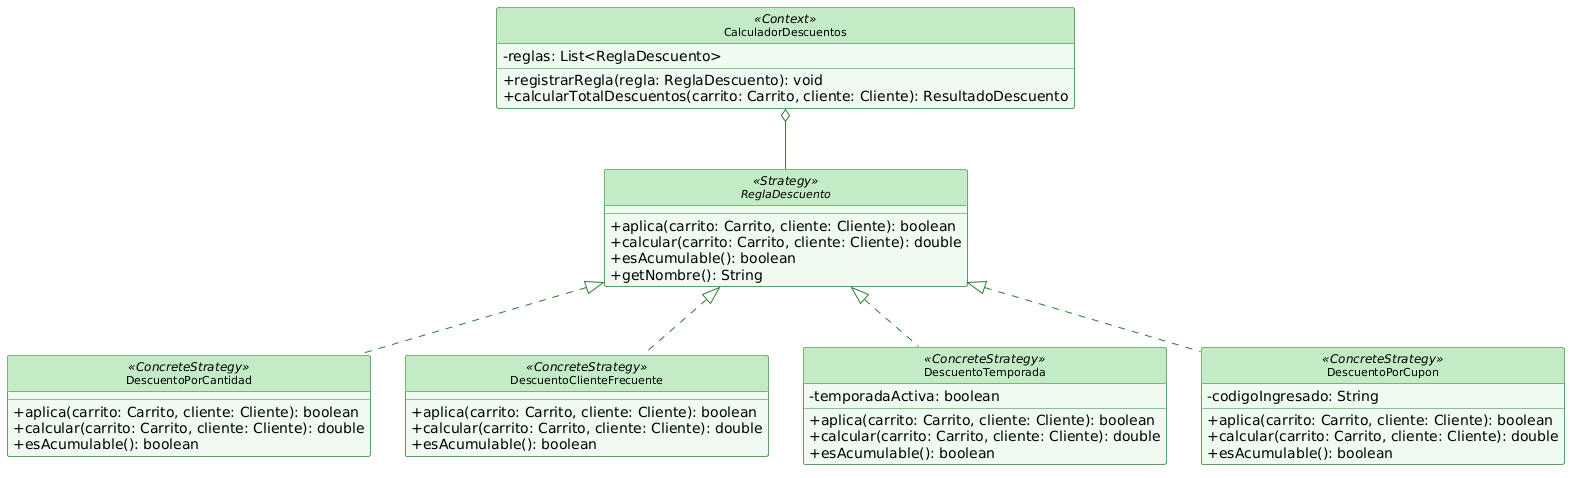 «Context»
CalculadorDescuentos
-reglas: List<ReglaDescuento>
+registrarRegla(regla: ReglaDescuento): void
+calcularTotalDescuentos(carrito: Carrito, cliente: Cliente): ResultadoDescuento
«Strategy»
ReglaDescuento
+aplica(carrito: Carrito, cliente: Cliente): boolean
+calcular(carrito: Carrito, cliente: Cliente): double
+esAcumulable(): boolean
+getNombre(): String
«ConcreteStrategy»
DescuentoPorCantidad
+aplica(carrito: Carrito, cliente: Cliente): boolean
+calcular(carrito: Carrito, cliente: Cliente): double
+esAcumulable(): boolean
«ConcreteStrategy»
DescuentoClienteFrecuente
+aplica(carrito: Carrito, cliente: Cliente): boolean
+calcular(carrito: Carrito, cliente: Cliente): double
+esAcumulable(): boolean
«ConcreteStrategy»
DescuentoTemporada
-temporadaActiva: boolean
+aplica(carrito: Carrito, cliente: Cliente): boolean
+calcular(carrito: Carrito, cliente: Cliente): double
+esAcumulable(): boolean
«ConcreteStrategy»
DescuentoPorCupon
-codigoIngresado: String
+aplica(carrito: Carrito, cliente: Cliente): boolean
+calcular(carrito: Carrito, cliente: Cliente): double
+esAcumulable(): boolean